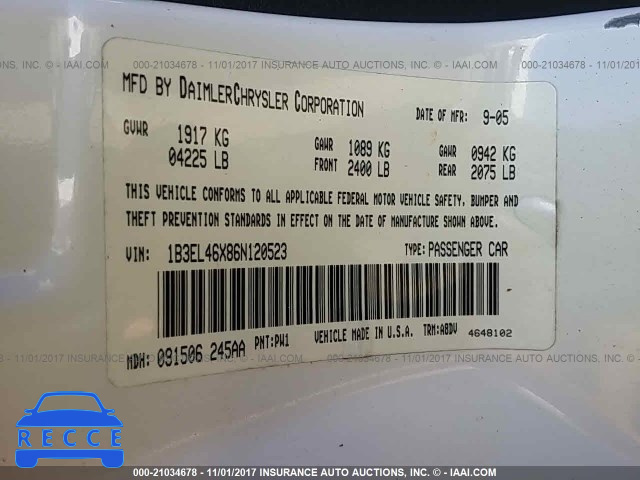 000-21034678 - 11/01/2017 INSURANCE AUTO AUCTIONS, INC. - ©IAAI.COM
MFD BY DAIMLERCHRYSLER CORPORATION
DATE OF MFR: 9-05
GVWR 1917 KG 04225 LB
GAWR FRONT 1089 KG 2400 LB
GAWR REAR 0942 KG 2075 LB
THIS VEHICLE CONFORMS TO ALL APPLICABLE FEDERAL MOTOR VEHICLE SAFETY, BUMPER AND
THEFT PREVENTION STANDARDS IN EFFECT ON THE DATE OF MANUFACTURE SHOWN ABOVE.
VIN: 1B3EL46X86N120523 TYPE: PASSENGER CAR
MDH: 091506 245AA PNT:PW1 VEHICLE MADE IN U.S.A. TRM:A8DV 4648102
RECCE
000-21034678 - 11/01/2017 INSURANCE AUTO AUCTIONS, INC. - ©IAAI.COM